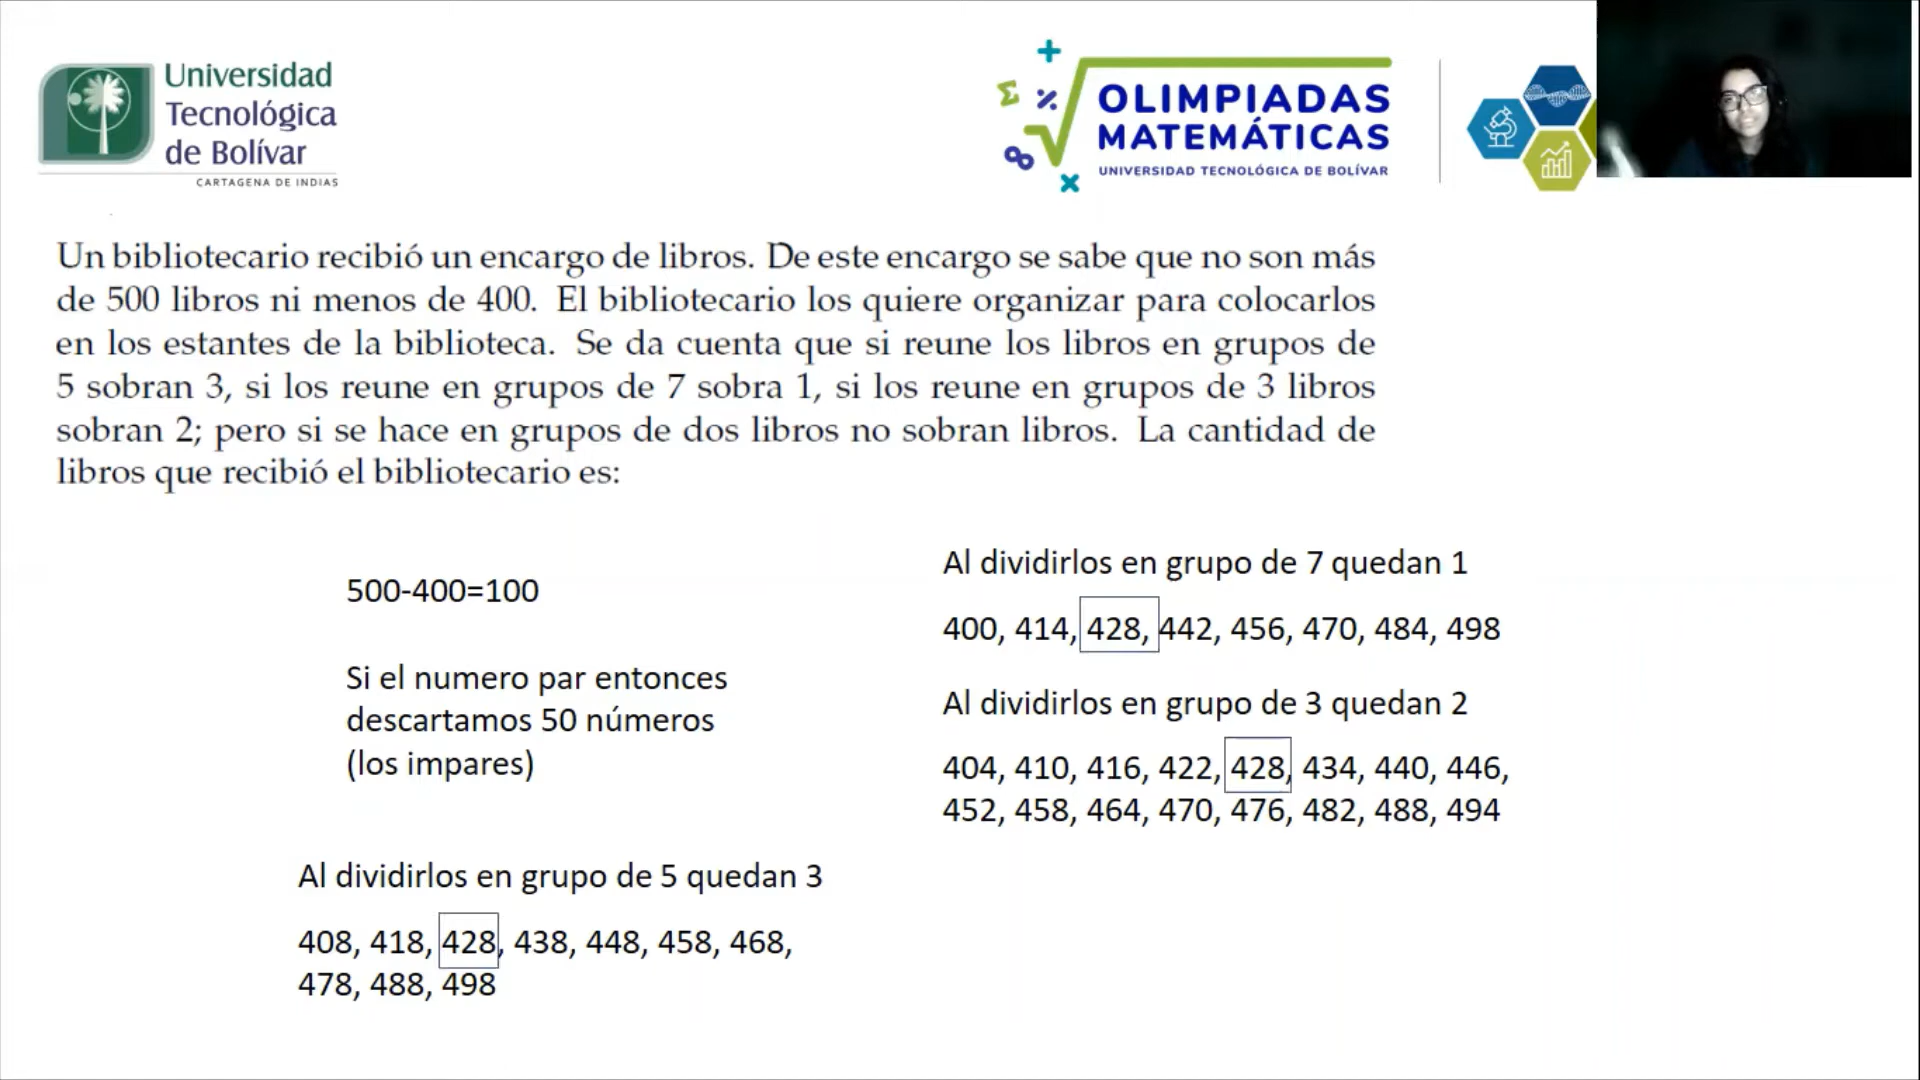 Universidad
Tecnológica
de Bolívar
CARTAGENA DE INDIAS
OLIMPIADAS
MATEMÁTICAS
UNIVERSIDAD TECNOLÓGICA DE BOLÍVAR
Un bibliotecario recibió un encargo de libros. De este encargo se sabe que no son más
de 500 libros ni menos de 400. El bibliotecario los quiere organizar para colocarlos
en los estantes de la biblioteca. Se da cuenta que si reune los libros en grupos de
5 sobran 3, si los reune en grupos de 7 sobra 1, si los reune en grupos de 3 libros
sobran 2; pero si se hace en grupos de dos libros no sobran libros. La cantidad de
libros que recibió el bibliotecario es:
500-400=100
Si el numero par entonces
descartamos 50 números
(los impares)
Al dividirlos en grupo de 5 quedan 3
408, 418, 428, 438, 448, 458, 468,
478, 488, 498
Al dividirlos en grupo de 7 quedan 1
400, 414, 428, 442, 456, 470, 484, 498
Al dividirlos en grupo de 3 quedan 2
404, 410, 416, 422, 428, 434, 440, 446,
452, 458, 464, 470, 476, 482, 488, 494